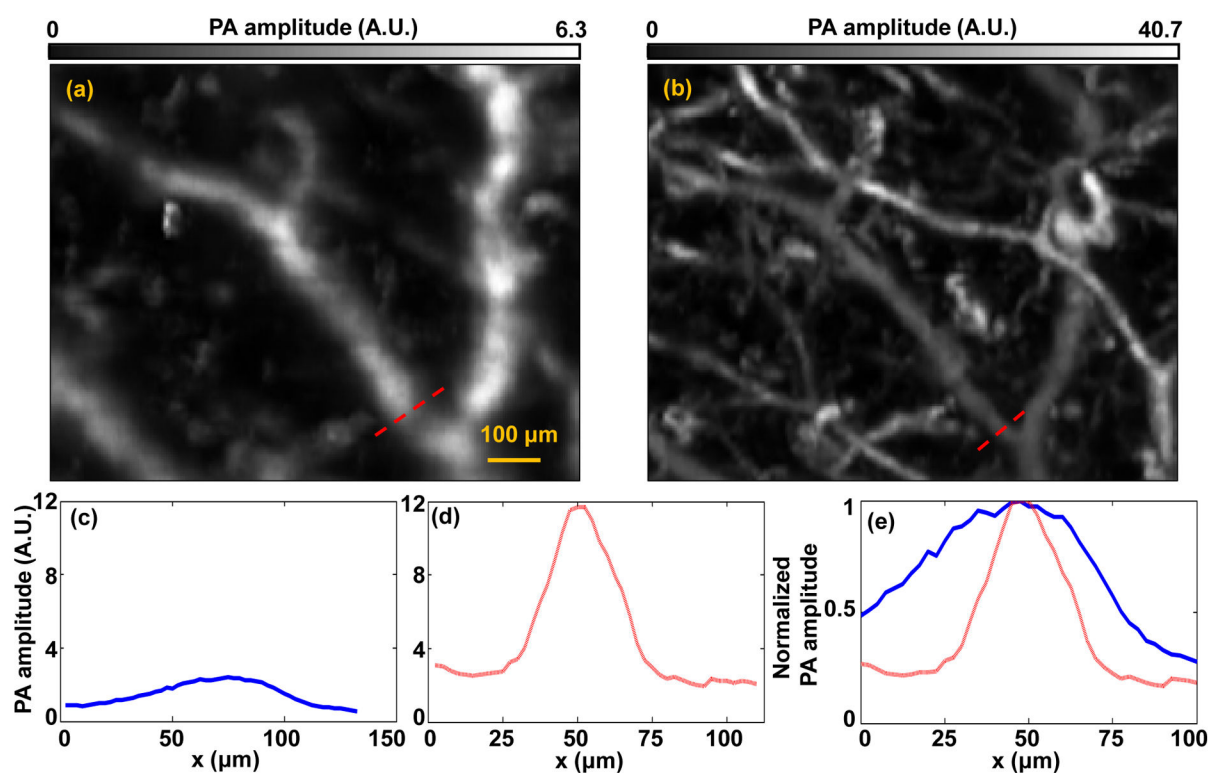 0 PA amplitude (A.U.) 6.3
0 PA amplitude (A.U.) 40.7
(a)
100 µm
(b)
PA amplitude (A.U.)
12
8
4
0
(c)
0 50 100 150
x (µm)
12
8
4
0
(d)
0 25 50 75 100
x (µm)
Normalized
PA amplitude
1
0.5
0
(e)
0 25 50 75 100
x (µm)